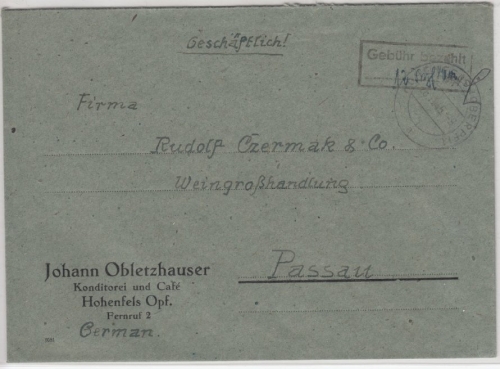 Geschäftlich!
Gebühr bezahlt
Firma
Rudolf Czermak & Co.
Weingroßhandlung
Passau
Johann Obletzhauser
Konditorei und Café
Hohenfels Opf.
Fernruf 2
German.